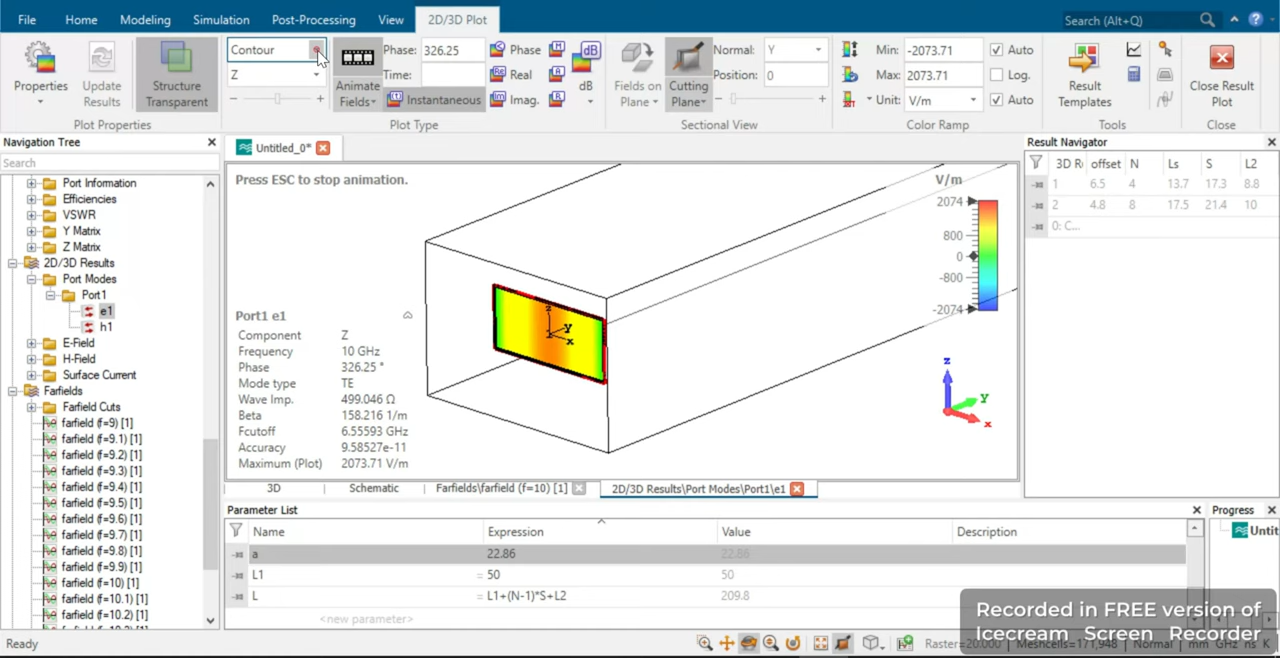 File Home Modeling Simulation Post-Processing View 2D/3D Plot Search (Alt+Q)
Contour
Z
Phase: 326.25
Time:
Instantaneous
Phase
Real
Imag.
dB
dB
Normal: Y
Position: 0
Min: -2073.71 Auto
Max: 2073.71 Log.
Unit: V/m Auto
Properties
Update Results
Structure Transparent
Animate Fields
Fields on Plane
Cutting Plane
Result Templates
Close Result Plot
Plot Properties Plot Type Sectional View Color Ramp Tools Close
Navigation Tree
Search
Port Information
Efficiencies
VSWR
Y Matrix
Z Matrix
2D/3D Results
Port Modes
Port1
e1
h1
E-Field
H-Field
Surface Current
Farfields
Farfield Cuts
farfield (f=9) [1]
farfield (f=9.1) [1]
farfield (f=9.2) [1]
farfield (f=9.3) [1]
farfield (f=9.4) [1]
farfield (f=9.5) [1]
farfield (f=9.6) [1]
farfield (f=9.7) [1]
farfield (f=9.8) [1]
farfield (f=9.9) [1]
farfield (f=10) [1]
farfield (f=10.1) [1]
farfield (f=10.2) [1]
Untitled_0*
Press ESC to stop animation.
V/m
2074
800
0
-800
-2074
z
y
x
z
y
x
Port1 e1
Component Z
Frequency 10 GHz
Phase 326.25 °
Mode type TE
Wave Imp. 499.046 Ω
Beta 158.216 1/m
Fcutoff 6.55593 GHz
Accuracy 9.58527e-11
Maximum (Plot) 2073.71 V/m
3D Schematic Farfields\farfield (f=10) [1] 2D/3D Results\Port Modes\Port1\e1
Result Navigator
3D R offset N Ls S L2
1 6.5 4 13.7 17.3 8.8
2 4.8 8 17.5 21.4 10
0: C...
Parameter List
Name Expression Value Description
a 22.86 22.86
L1 = 50 50
L = L1+(N-1)*S+L2 209.8
<new parameter>
Progress
Untit
Recorded in FREE version of
Icecream Screen Recorder
Ready Raster=20.000 Meshcells=171,948 Normal mm GHz ns K